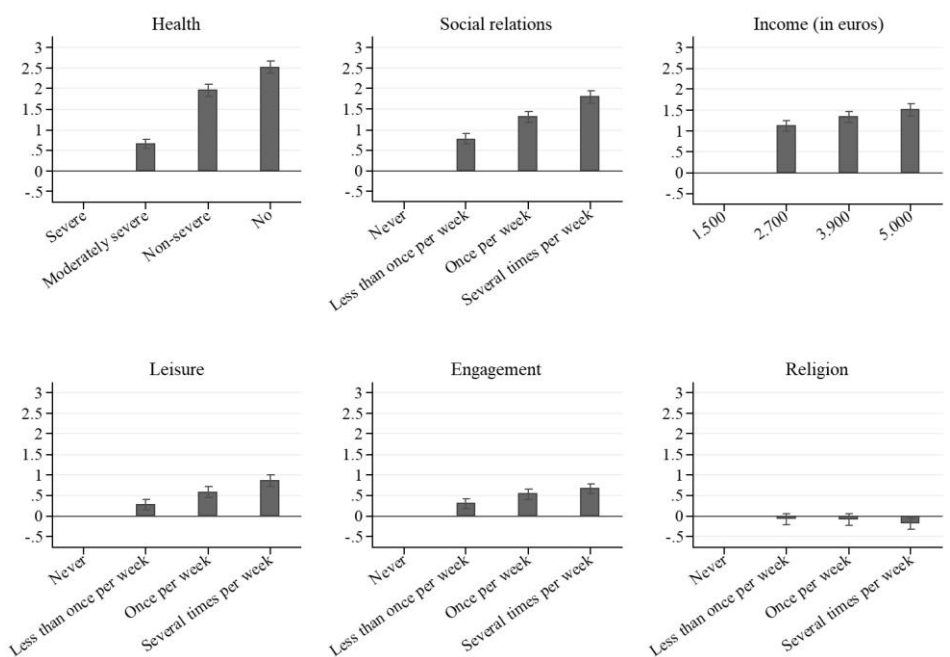 Health
3
2.5
2
1.5
1
.5
0
-.5
Severe
Moderately severe
Non-severe
No
Social relations
3
2.5
2
1.5
1
.5
0
-.5
Never
Less than once per week
Once per week
Several times per week
Income (in euros)
3
2.5
2
1.5
1
.5
0
-.5
1.500
2.700
3.900
5.000
Leisure
3
2.5
2
1.5
1
.5
0
-.5
Never
Less than once per week
Once per week
Several times per week
Engagement
3
2.5
2
1.5
1
.5
0
-.5
Never
Less than once per week
Once per week
Several times per week
Religion
3
2.5
2
1.5
1
.5
0
-.5
Never
Less than once per week
Once per week
Several times per week